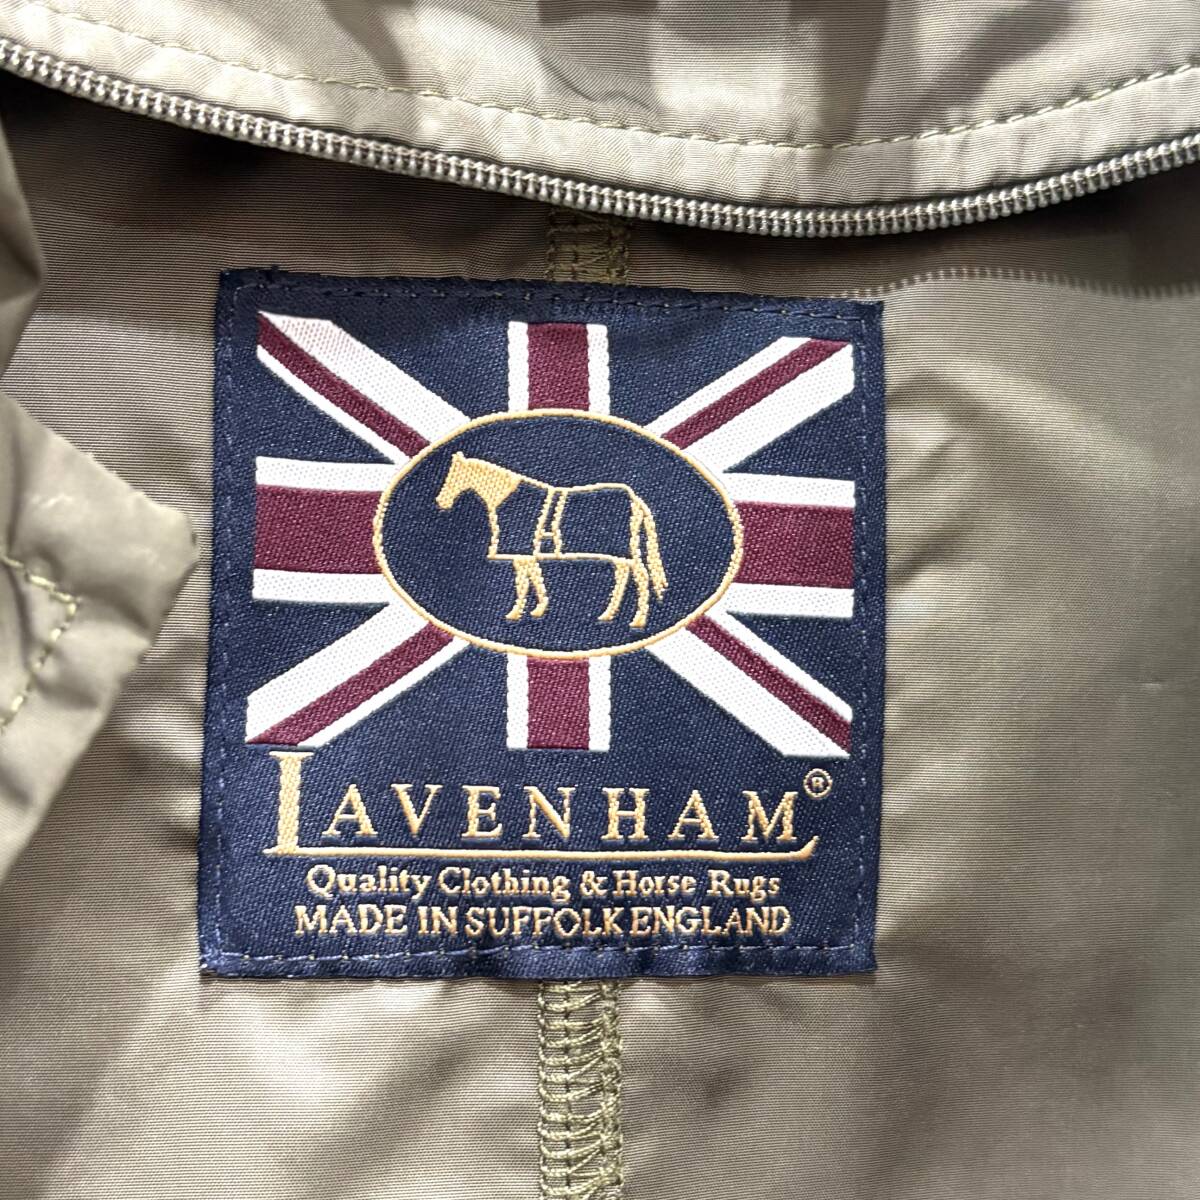 LAVENHAM®
Quality Clothing & Horse Rugs
MADE IN SUFFOLK ENGLAND